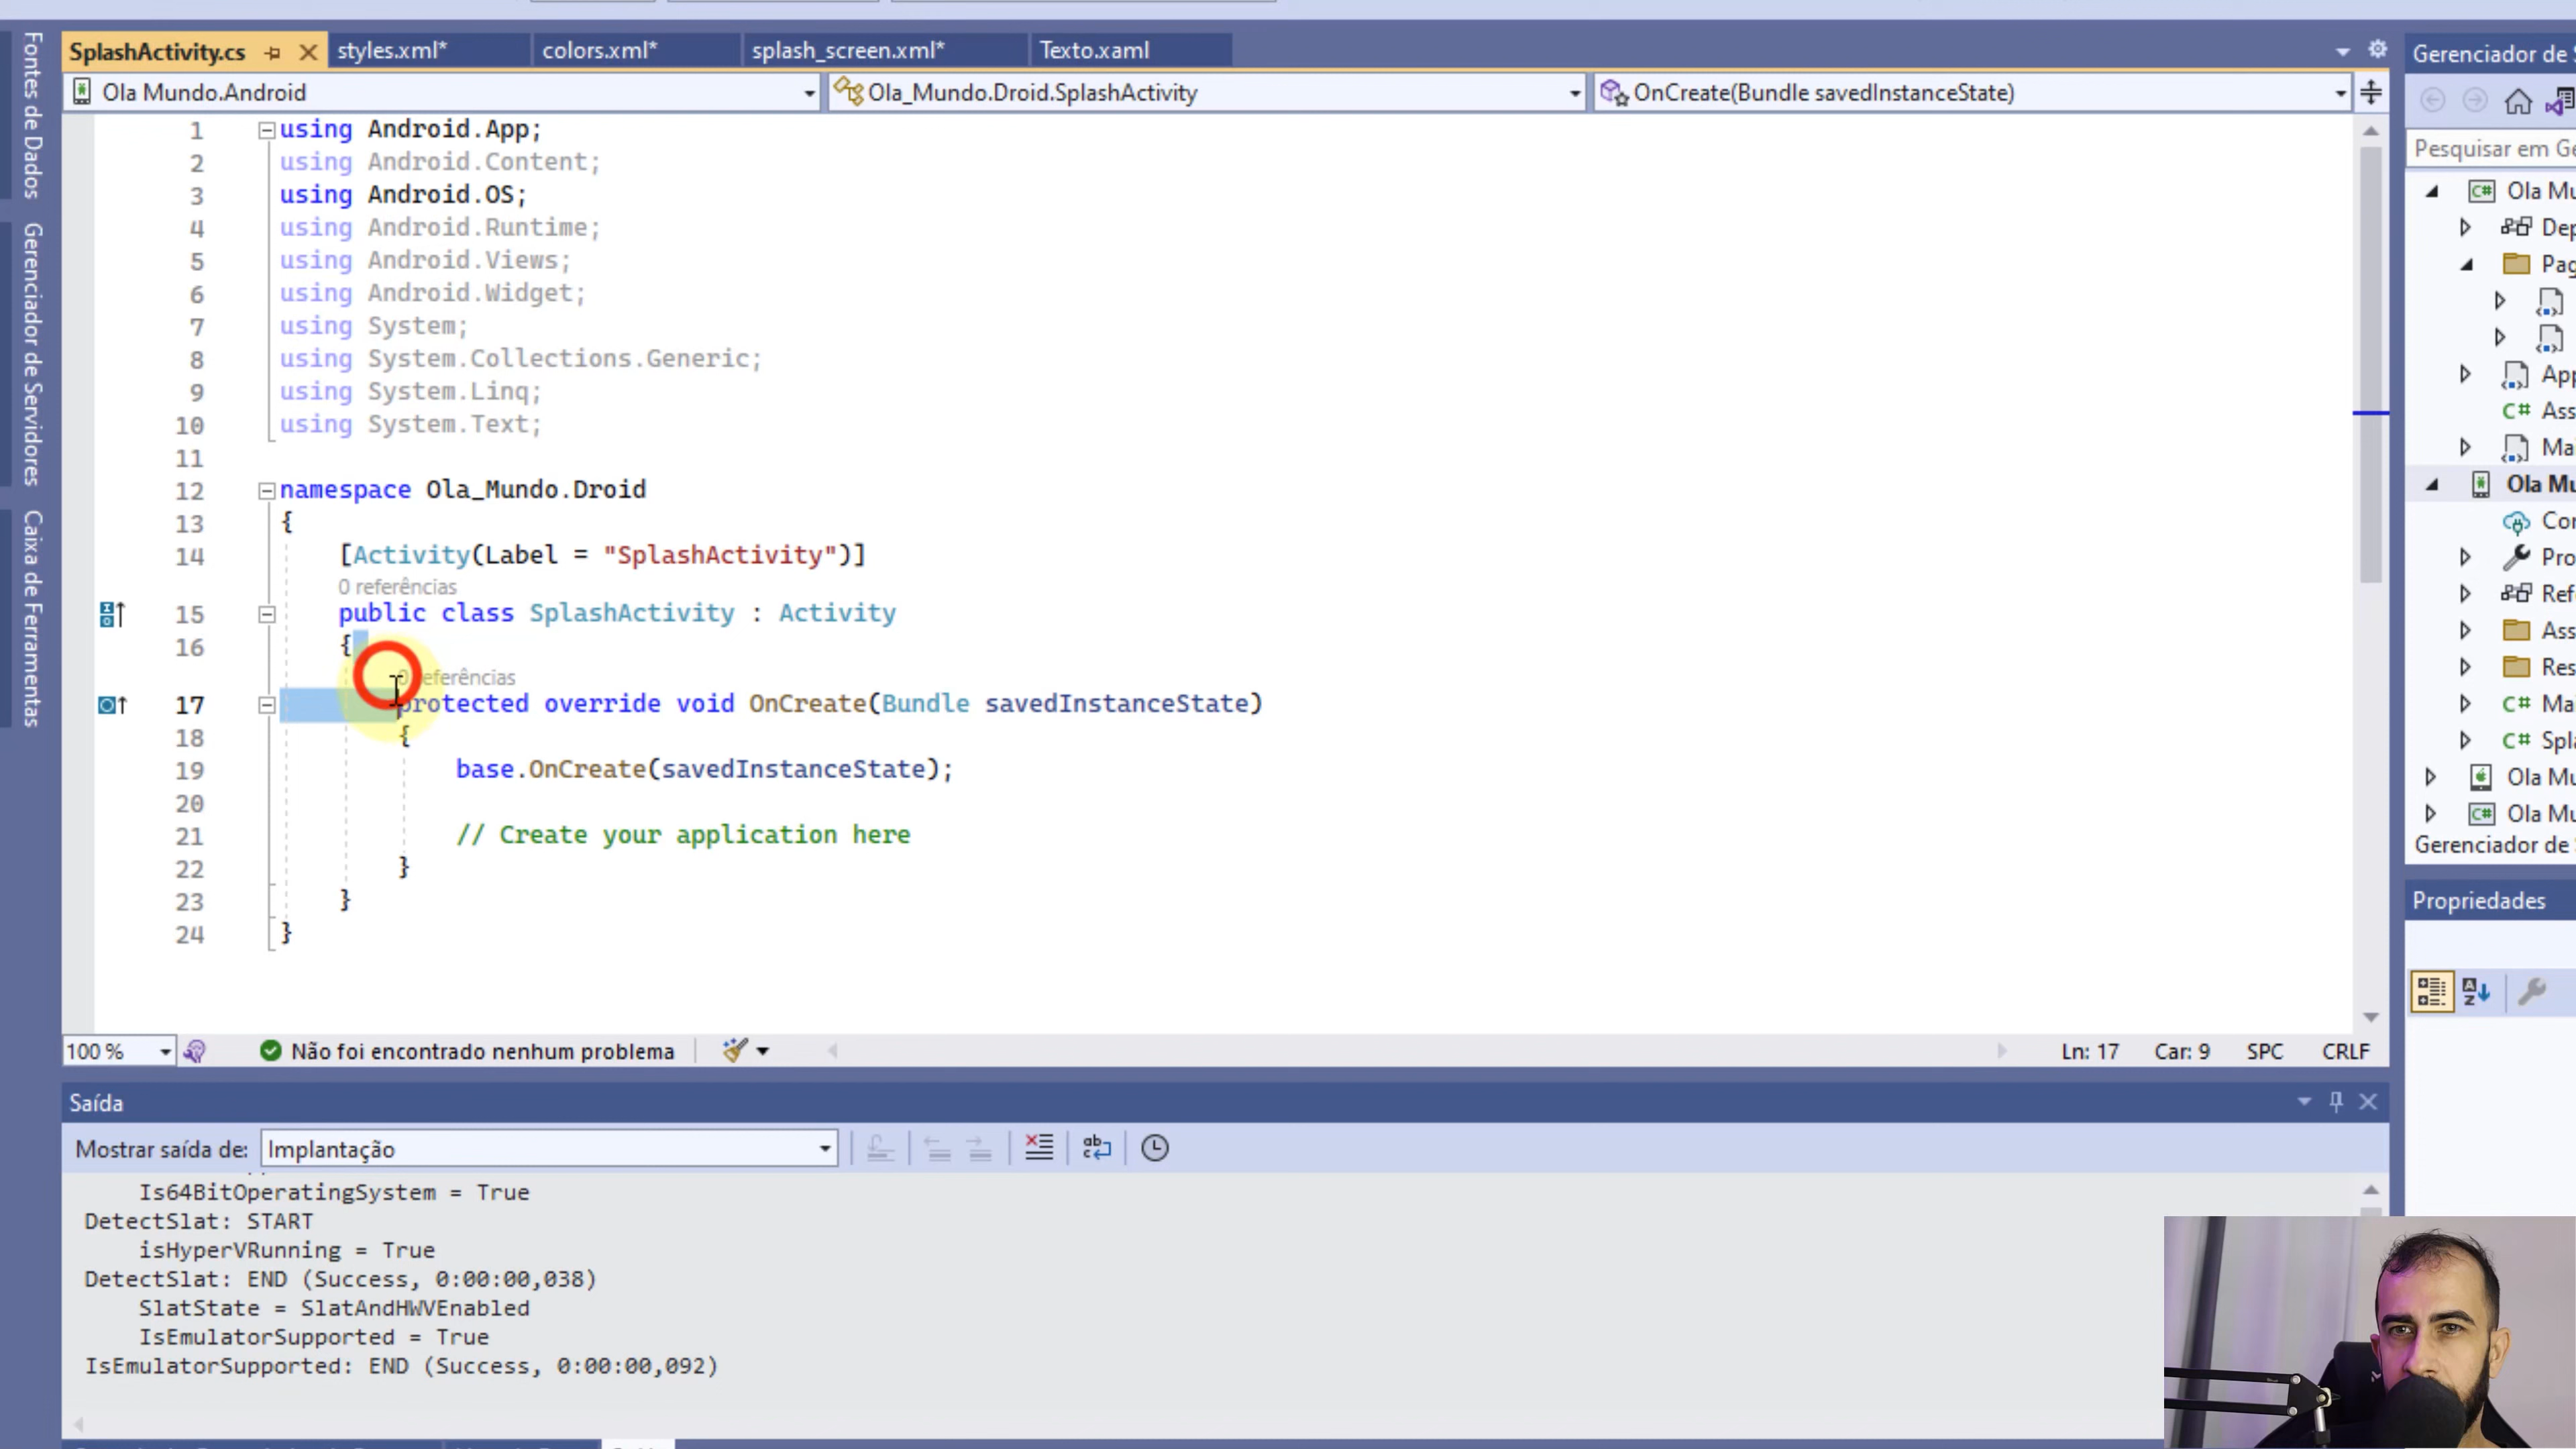 SplashActivity.cs
styles.xml*
colors.xml*
splash_screen.xml*
Texto.xaml
Ola Mundo.Android
Ola_Mundo.Droid.SplashActivity
OnCreate(Bundle savedInstanceState)
Fontes de Dados
Gerenciador de Servidores
Caixa de Ferramentas
1 using Android.App;
2 using Android.Content;
3 using Android.OS;
4 using Android.Runtime;
5 using Android.Views;
6 using Android.Widget;
7 using System;
8 using System.Collections.Generic;
9 using System.Linq;
10 using System.Text;
11
12 namespace Ola_Mundo.Droid
13 {
14 [Activity(Label = "SplashActivity")]
0 referências
15 public class SplashActivity : Activity
16 {
0 referências
17 protected override void OnCreate(Bundle savedInstanceState)
18 {
19 base.OnCreate(savedInstanceState);
20
21 // Create your application here
22 }
23 }
24 }
100 %
Não foi encontrado nenhum problema
Ln: 17 Car: 9 SPC CRLF
Saída
Mostrar saída de: Implantação
Is64BitOperatingSystem = True
DetectSlat: START
isHyperVRunning = True
DetectSlat: END (Success, 0:00:00,038)
SlatState = SlatAndHWVEnabled
IsEmulatorSupported = True
IsEmulatorSupported: END (Success, 0:00:00,092)
Gerenciador de
Pesquisar em
C# Ola
C#
Ola
C#
C#
Ola
C# Ola
Gerenciador de
Propriedades